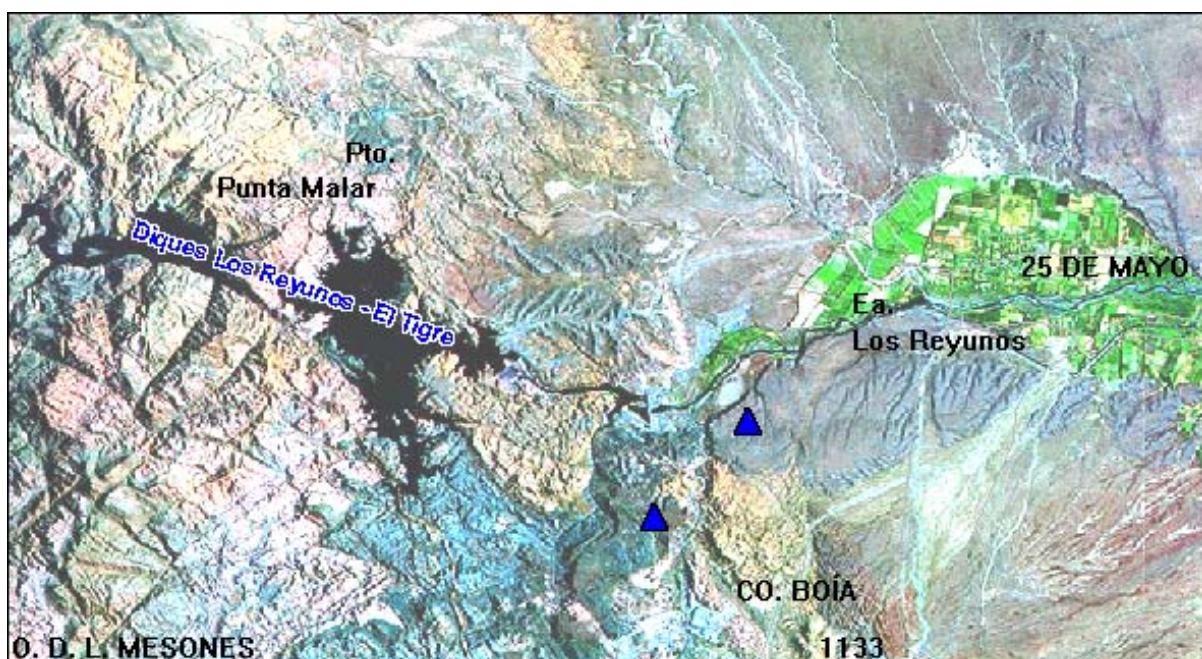 Pto.
Punta Malar
Diques Los Reyunos - El Tigre
25 DE MAYO
Ea.
Los Reyunos
CO. BOÍA
O. D. L. MESONES
1133